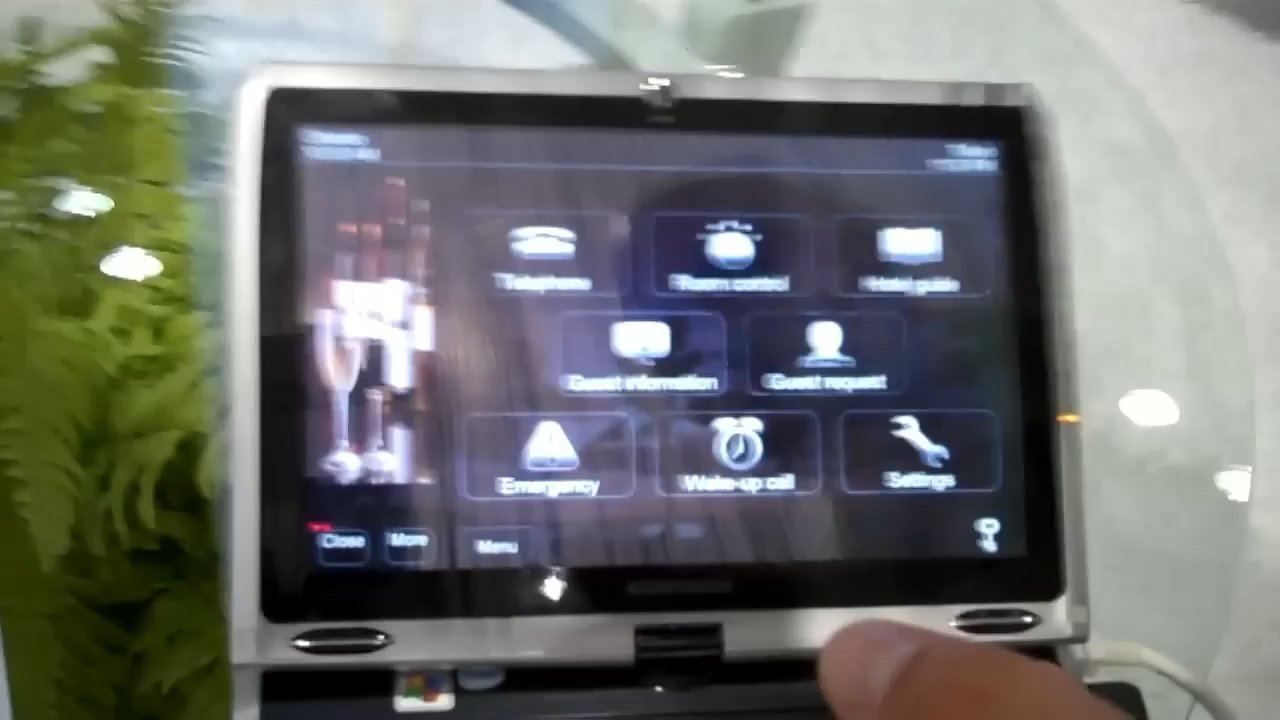 Telephone
Room control
Hotel guide
Guest information
Guest request
Emergency
Wake-up call
Settings
Close
More
Menu